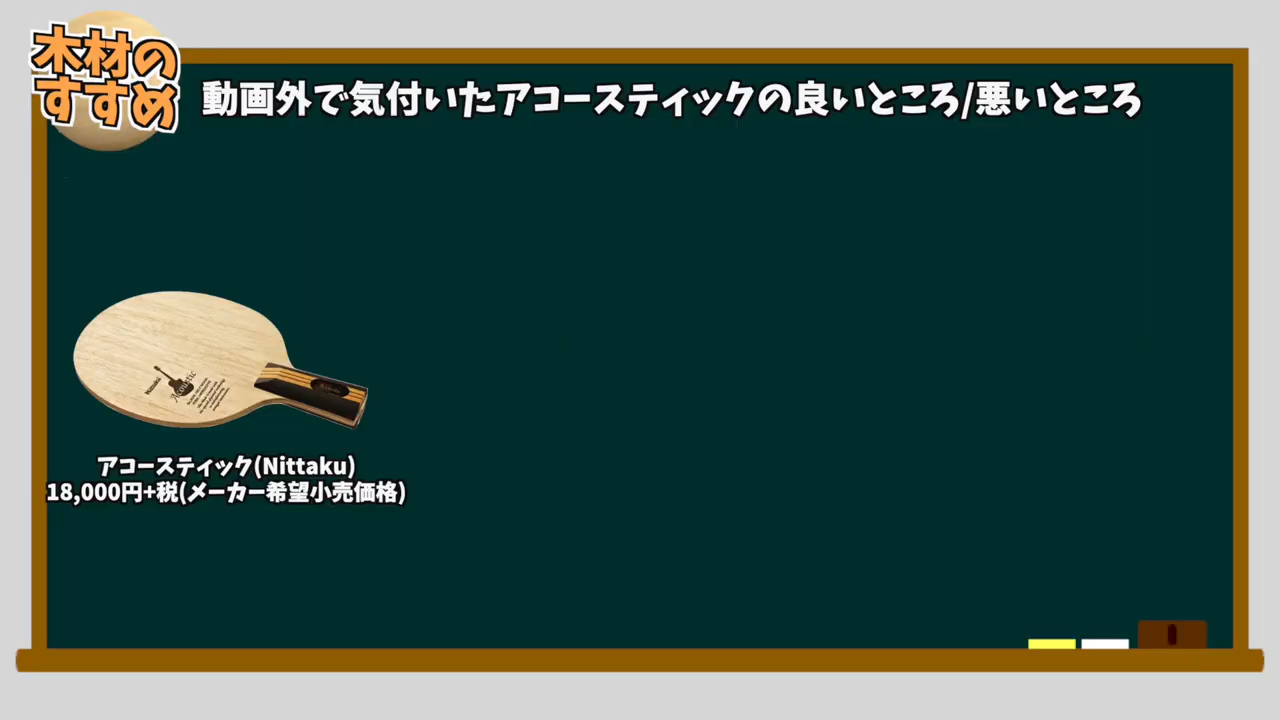 木材の
すすめ
動画外で気付いたアコースティックの良いところ/悪いところ
Nittaku
Acoustic
アコースティック(Nittaku)
18,000円+税(メーカー希望小売価格)